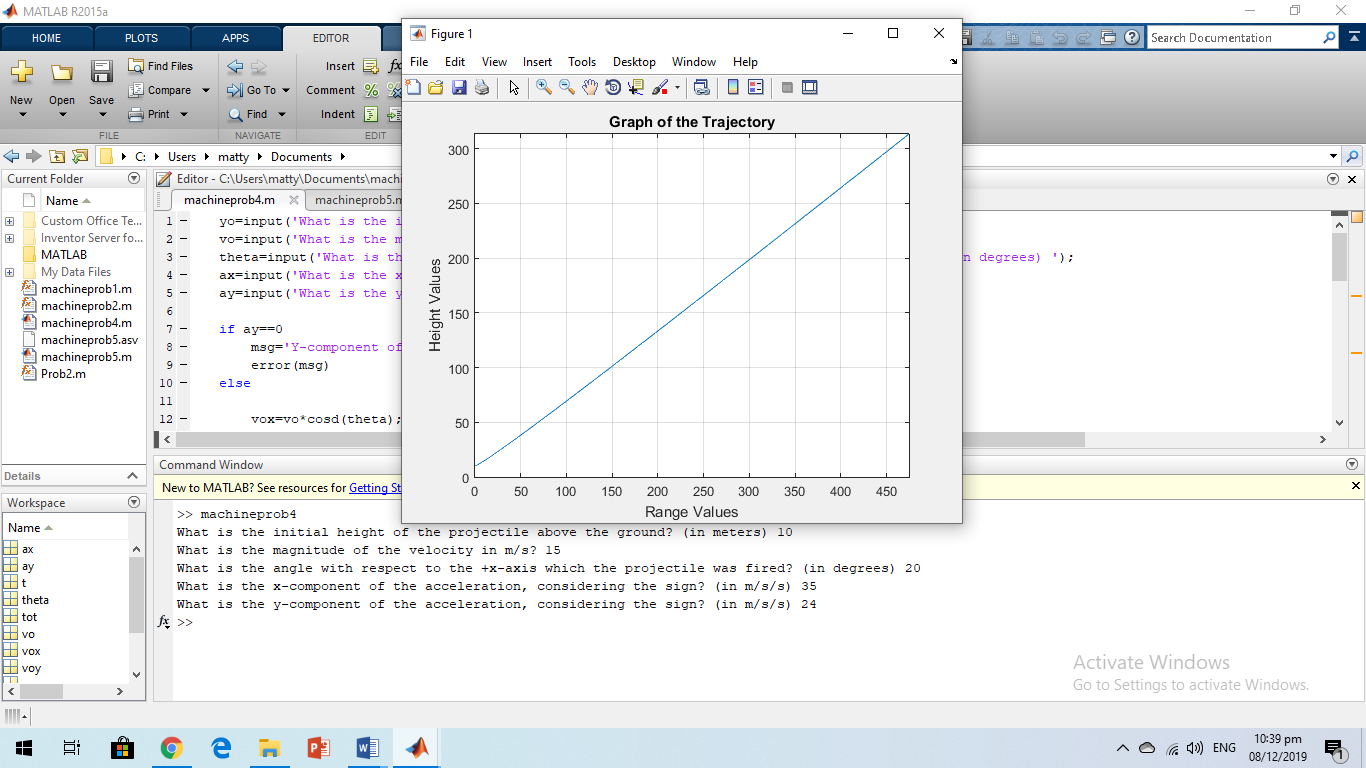 MATLAB R2015a
Figure 1
HOME PLOTS APPS EDITOR
Search Documentation
File Edit View Insert Tools Desktop Window Help
New Open Save
Find Files
Compare
Print
Go To
Find
Insert
Comment
Indent
FILE NAVIGATE EDIT
C: Users matty Documents
Current Folder
Name
Custom Office Te...
Inventor Server fo...
MATLAB
My Data Files
machineprob1.m
machineprob2.m
machineprob4.m
machineprob5.asv
machineprob5.m
Prob2.m
Details
Workspace
Name
ax
ay
t
theta
tot
vo
vox
voy
Editor - C:\Users\matty\Documents\machi
machineprob4.m machineprob5.m
1 yo=input('What is the i
2 vo=input('What is the m
3 theta=input('What is th n degrees) ');
4 ax=input('What is the x
5 ay=input('What is the y
6
7 if ay==0
8 msg='Y-component of
9 error(msg)
10 else
11
12 vox=vo*cosd(theta);
Graph of the Trajectory
Height Values
300
250
200
150
100
50
0
0 50 100 150 200 250 300 350 400 450
Range Values
Command Window
New to MATLAB? See resources for Getting St
>> machineprob4
What is the initial height of the projectile above the ground? (in meters) 10
What is the magnitude of the velocity in m/s? 15
What is the angle with respect to the +x-axis which the projectile was fired? (in degrees) 20
What is the x-component of the acceleration, considering the sign? (in m/s/s) 35
What is the y-component of the acceleration, considering the sign? (in m/s/s) 24
fx >>
Activate Windows
Go to Settings to activate Windows.
ENG
10:39 pm
08/12/2019
1